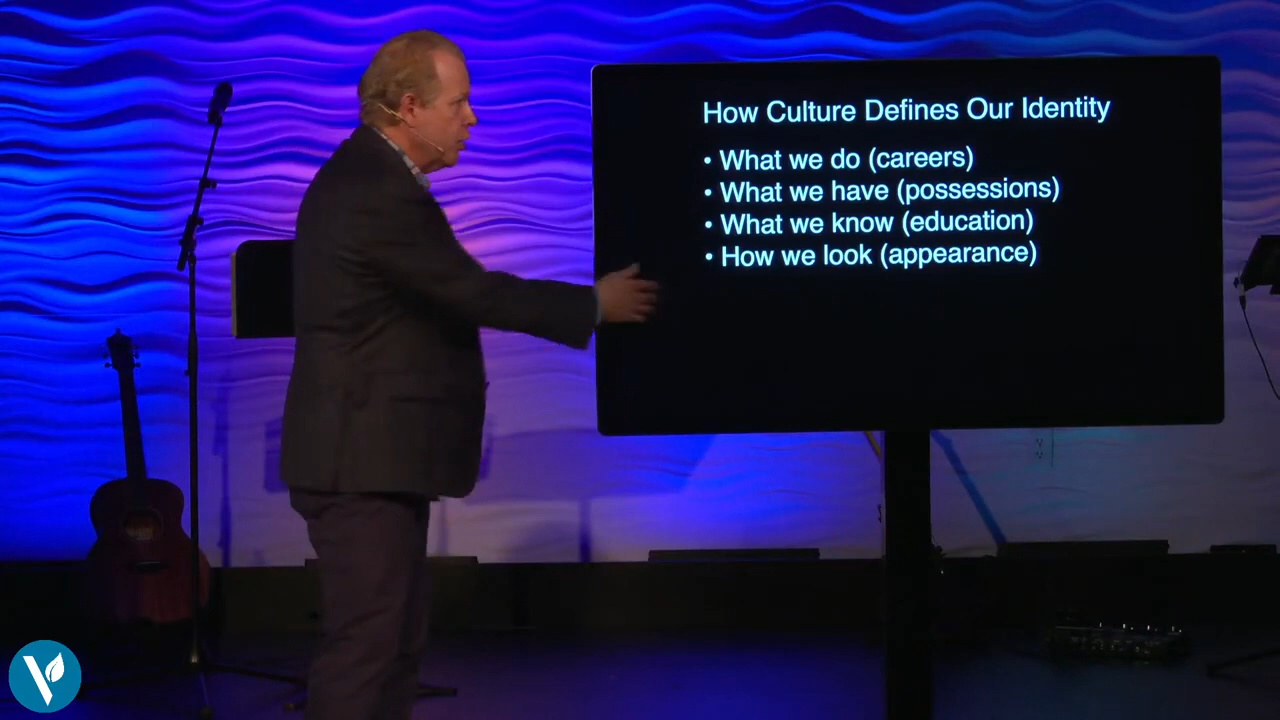 How Culture Defines Our Identity
• What we do (careers)
• What we have (possessions)
• What we know (education)
• How we look (appearance)
V